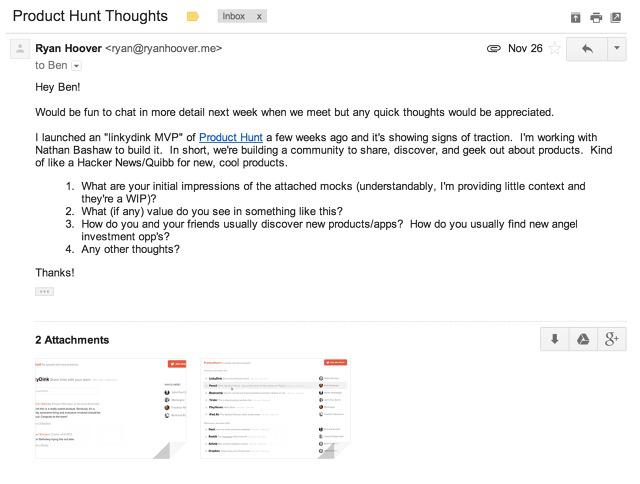 Product Hunt Thoughts
Inbox x
Ryan Hoover <ryan@ryanhoover.me>
Nov 26
to Ben
Hey Ben!
Would be fun to chat in more detail next week when we meet but any quick thoughts would be appreciated.
I launched an "linkydink MVP" of Product Hunt a few weeks ago and it's showing signs of traction. I'm working with
Nathan Bashaw to build it. In short, we're building a community to share, discover, and geek out about products. Kind
of like a Hacker News/Quibb for new, cool products.
1. What are your initial impressions of the attached mocks (understandably, I'm providing little context and
they're a WIP)?
2. What (if any) value do you see in something like this?
3. How do you and your friends usually discover new products/apps? How do you usually find new angel
investment opp's?
4. Any other thoughts?
Thanks!
2 Attachments
g+